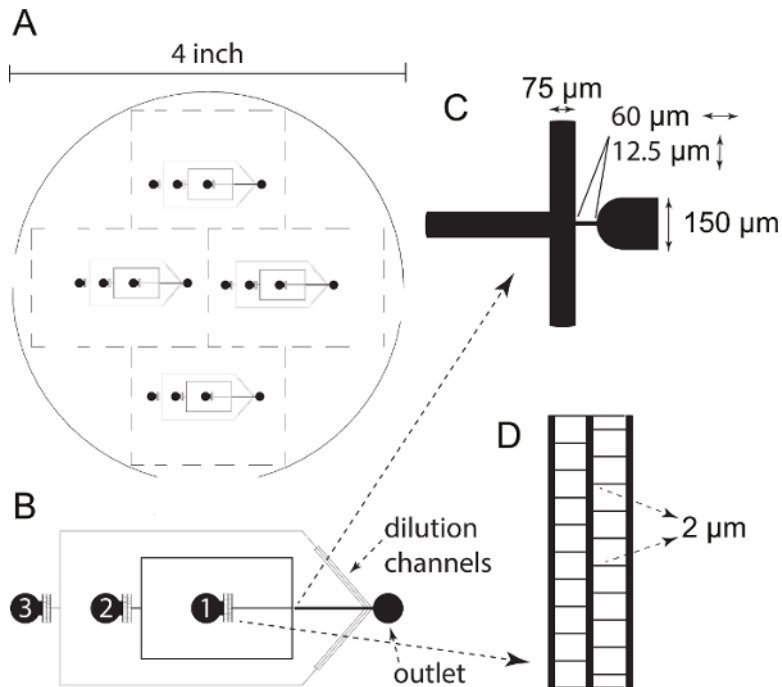 A
4 inch
C
75 µm
60 µm
12.5 µm
150 µm
B
3
2
1
dilution
channels
outlet
D
2 µm